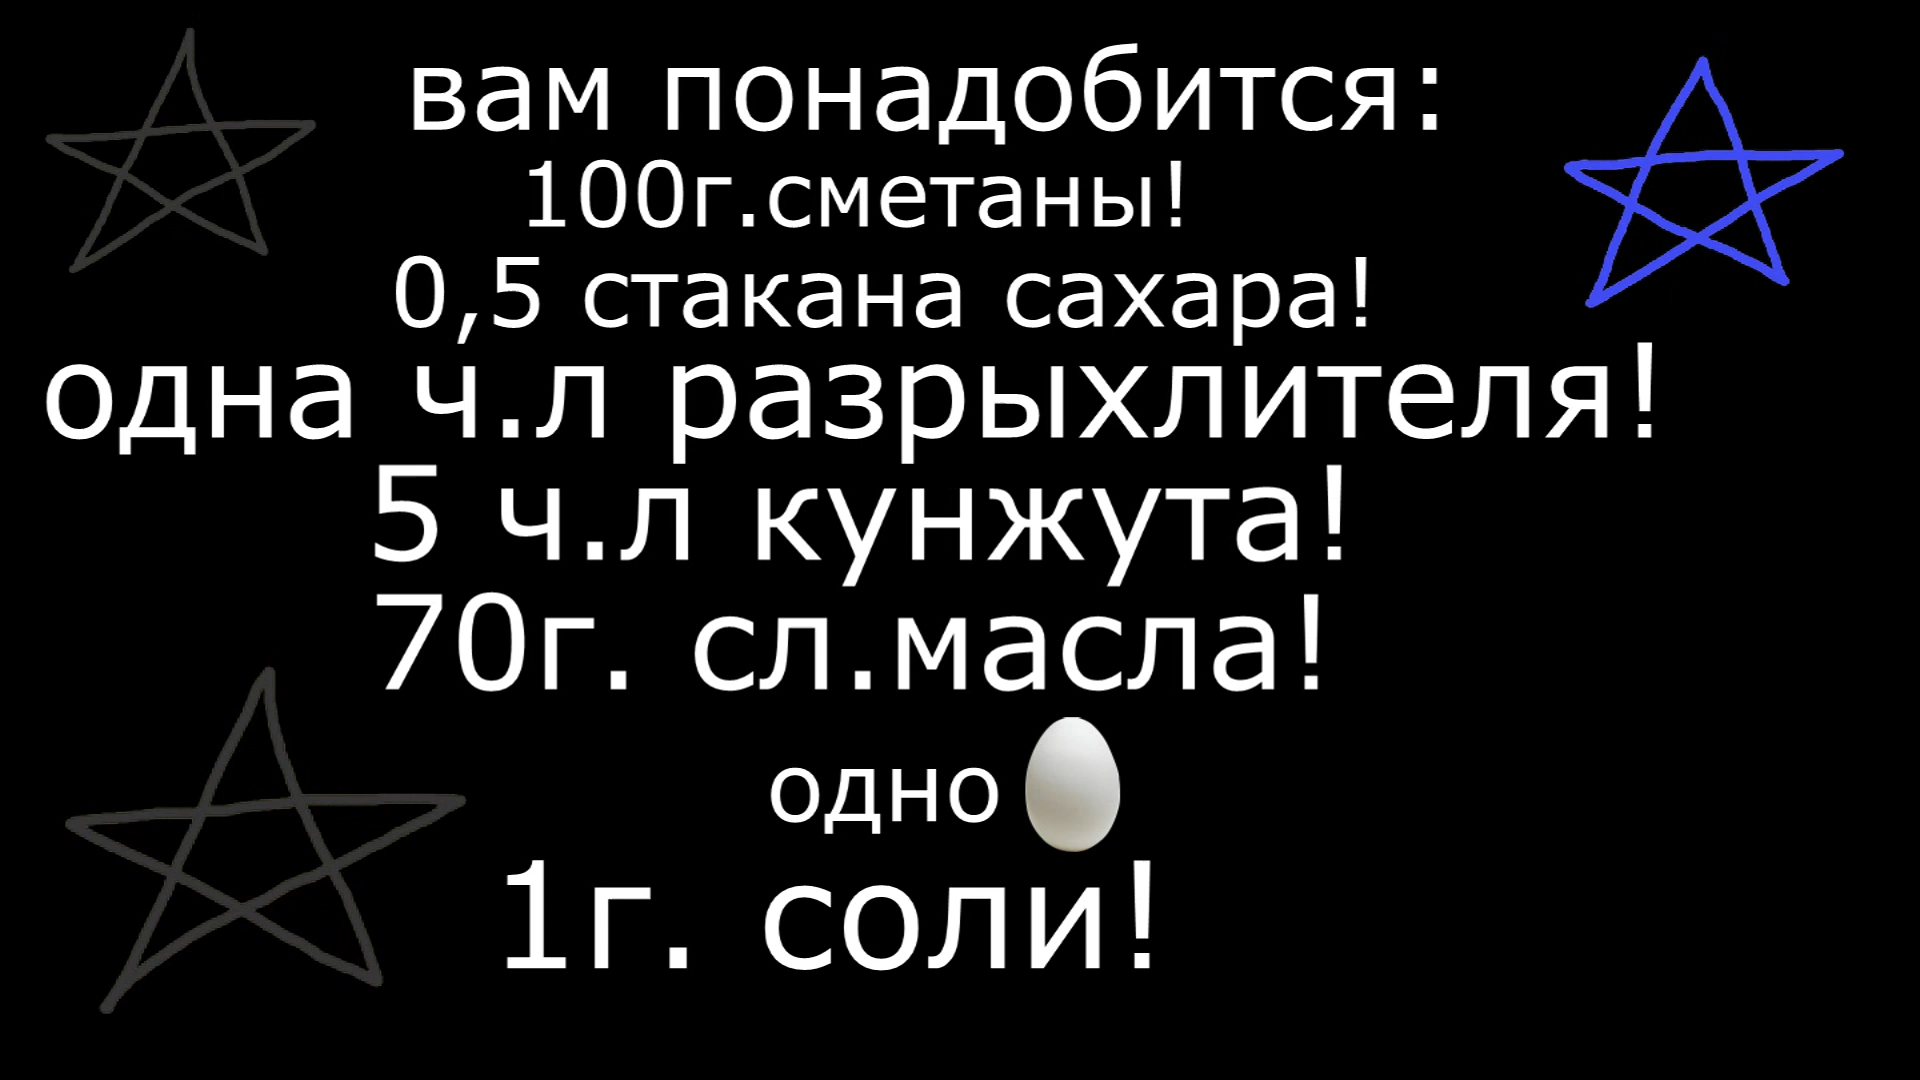 вам понадобится:
100г.сметаны!
0,5 стакана сахара!
одна ч.л разрыхлителя!
5 ч.л кунжута!
70г. сл.масла!
одно
1г. соли!